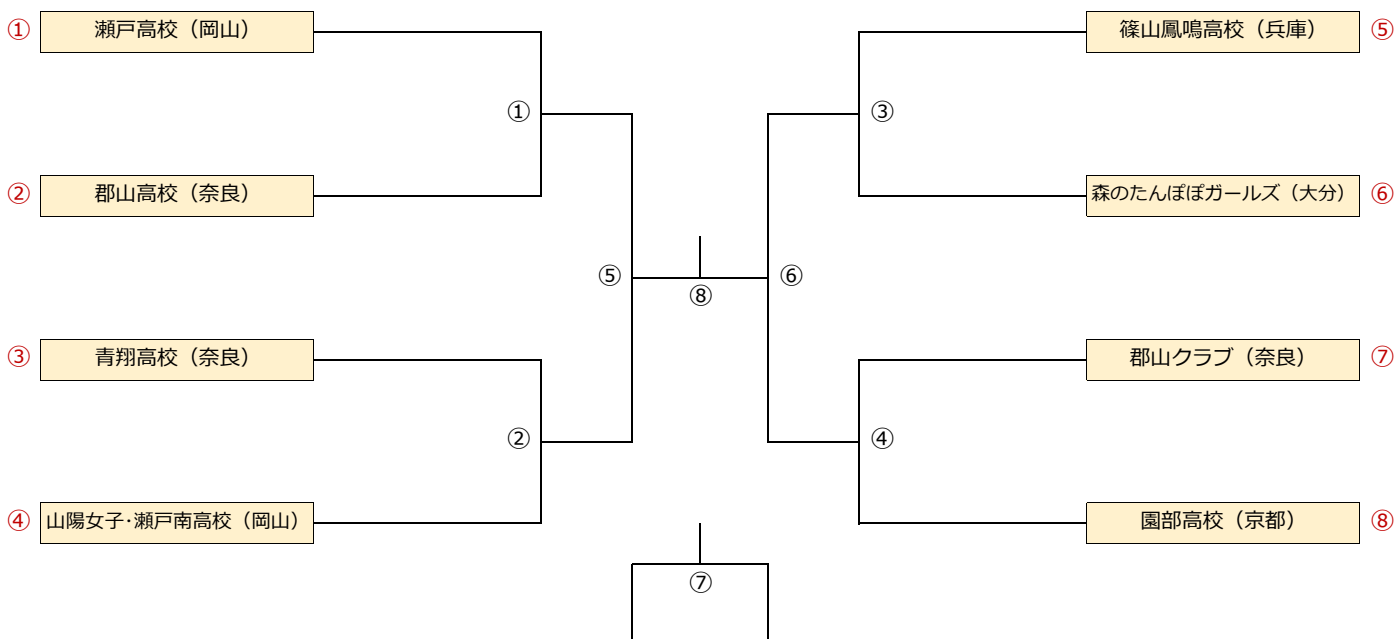 ① 瀬戸高校（岡山） 篠山鳳鳴高校（兵庫） ⑤
① ③
② 郡山高校（奈良） 森のたんぽぽガールズ（大分） ⑥
⑤ ⑥
⑧
③ 青翔高校（奈良） 郡山クラブ（奈良） ⑦
② ④
④ 山陽女子･瀬戸南高校（岡山） 園部高校（京都） ⑧
⑦